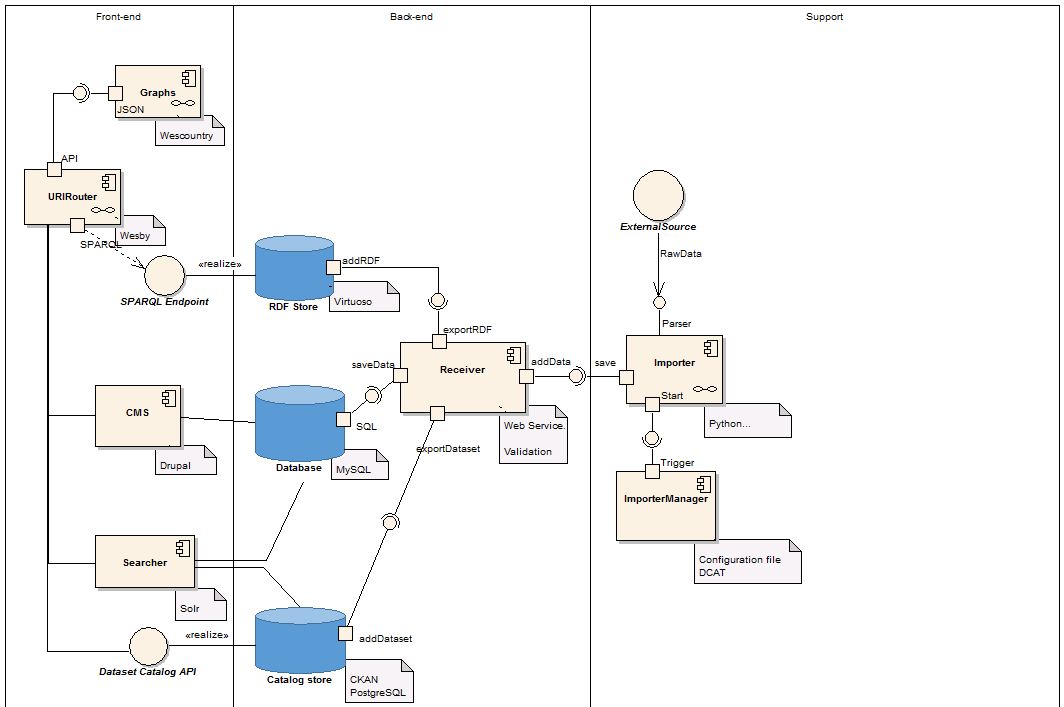 Front-end
Back-end
Support
Graphs
JSON
Wescountry
API
URIRouter
SPARQL
Wesby
SPARQL Endpoint
«realize»
RDF Store
addRDF
Virtuoso
exportRDF
Receiver
saveData
addData
SQL
Database
MySQL
Web Service.
Validation
exportDataset
CMS
Drupal
Searcher
Solr
«realize»
Dataset Catalog API
Catalog store
addDataset
CKAN
PostgreSQL
ExternalSource
RawData
Parser
save
Importer
Start
Python...
Trigger
ImporterManager
Configuration file
DCAT